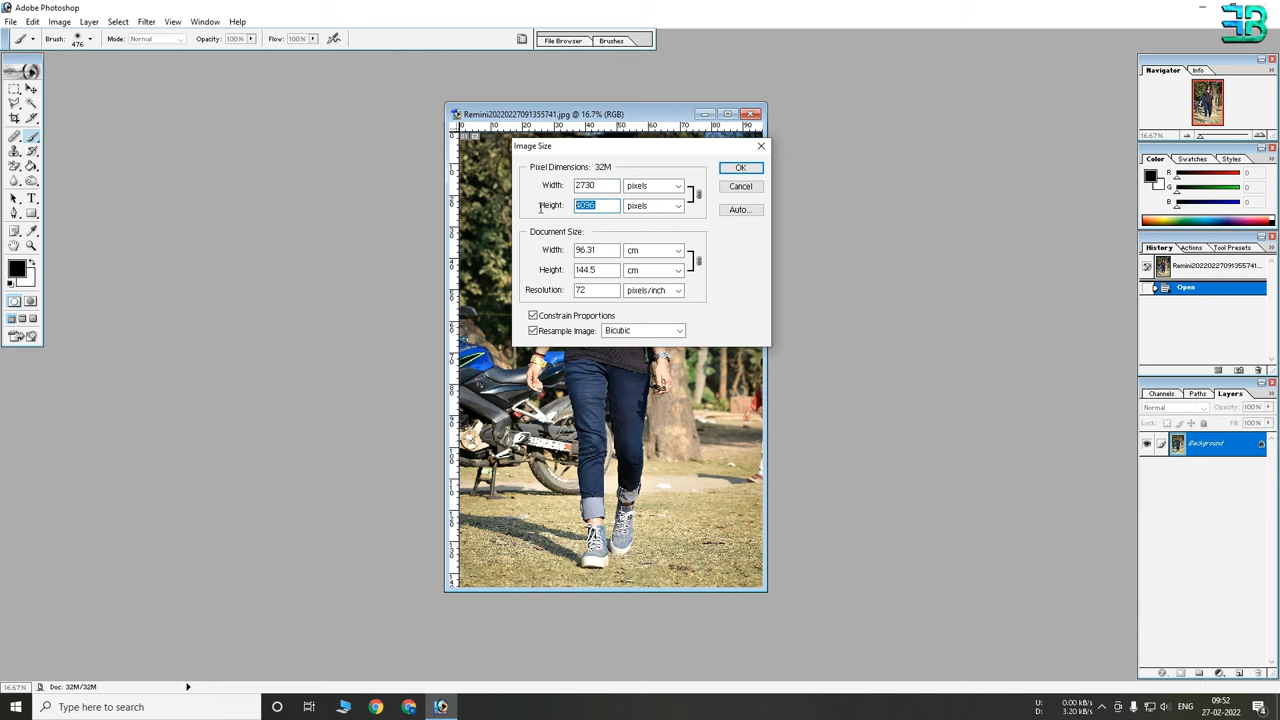 Adobe Photoshop
File Edit Image Layer Select Filter View Window Help
Brush: 476 Mode: Normal Opacity: 100% Flow: 100% File Browser Brushes
Remini20220227091355741.jpg @ 16.7% (RGB)
Image Size
Pixel Dimensions: 32M
Width: 2730 pixels
Height: 4096 pixels
Document Size:
Width: 96.31 cm
Height: 144.5 cm
Resolution: 72 pixels/inch
Constrain Proportions
Resample Image: Bicubic
OK
Cancel
Auto...
Navigator Info
16.67%
Color Swatches Styles
R 0
G 0
B 0
History Actions Tool Presets
Remini20220227091355741...
Open
Channels Paths Layers
Normal Opacity: 100%
Lock: Fill: 100%
Background
16.67% Doc: 32M/32M
Type here to search
U: 0.00 kB/s
D: 3.20 kB/s
ENG
09:52
27-02-2022
4